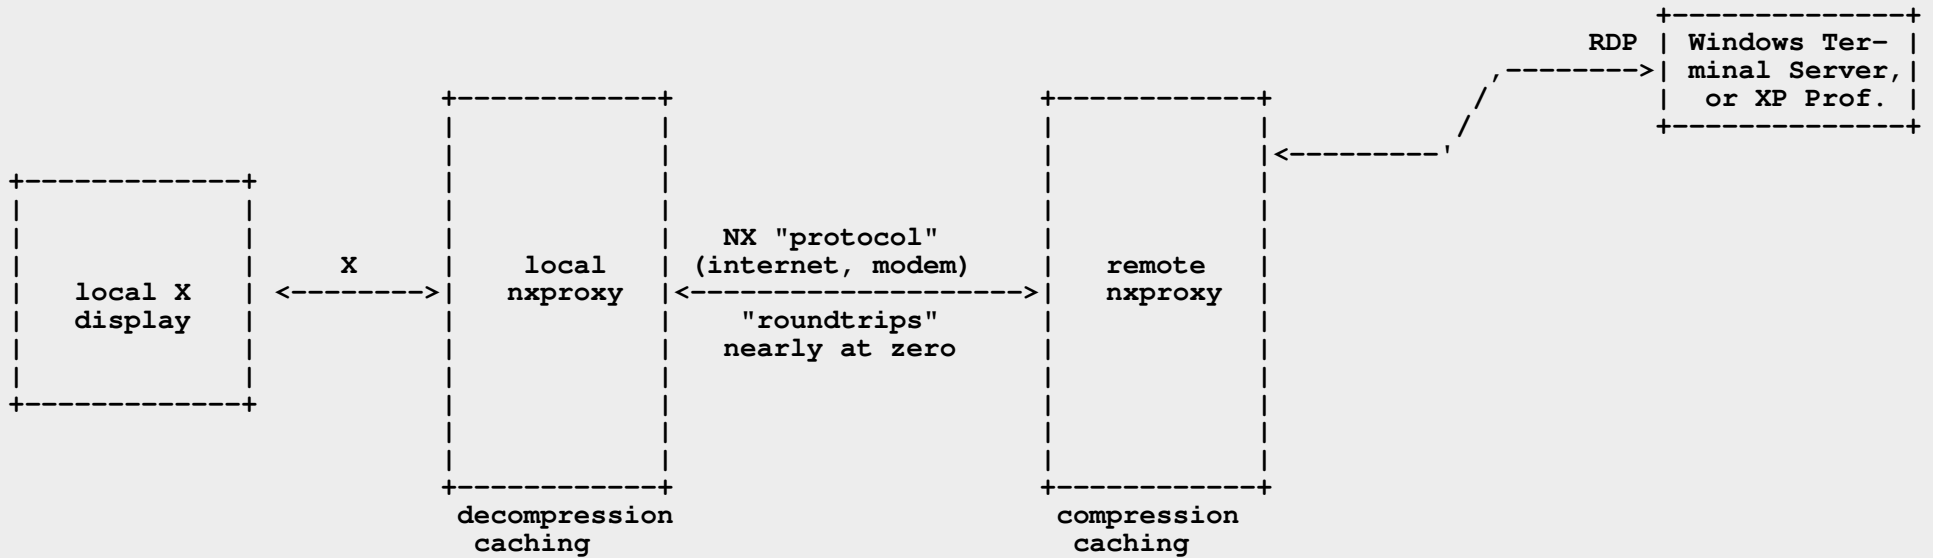 RDP
Windows Ter-
minal Server,
or XP Prof.
local X
display
X
local
nxproxy
NX "protocol"
(internet, modem)
"roundtrips"
nearly at zero
remote
nxproxy
decompression
caching
compression
caching